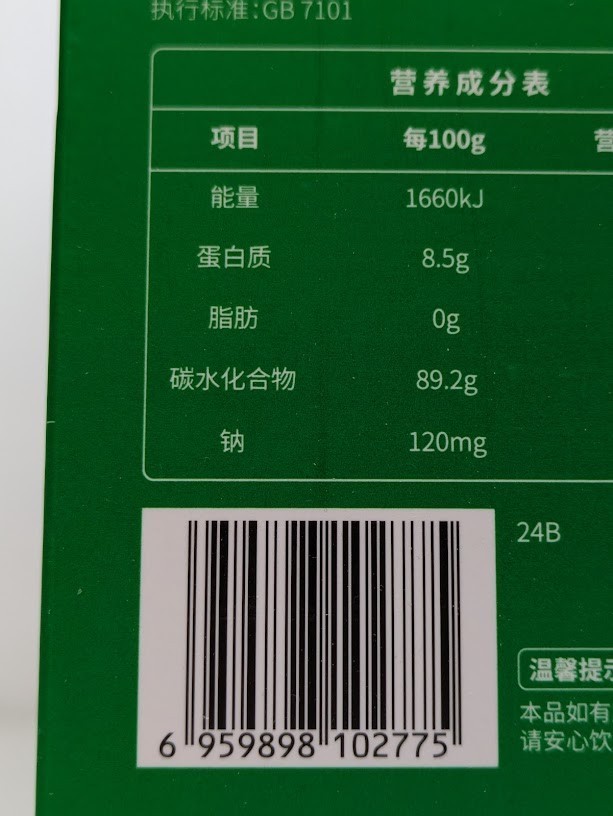 执行标准:GB 7101
营养成分表
项目 每100g 营
能量 1660kJ
蛋白质 8.5g
脂肪 0g
碳水化合物 89.2g
钠 120mg
24B
温馨提示
本品如有
请安心饮
6 959898 102775